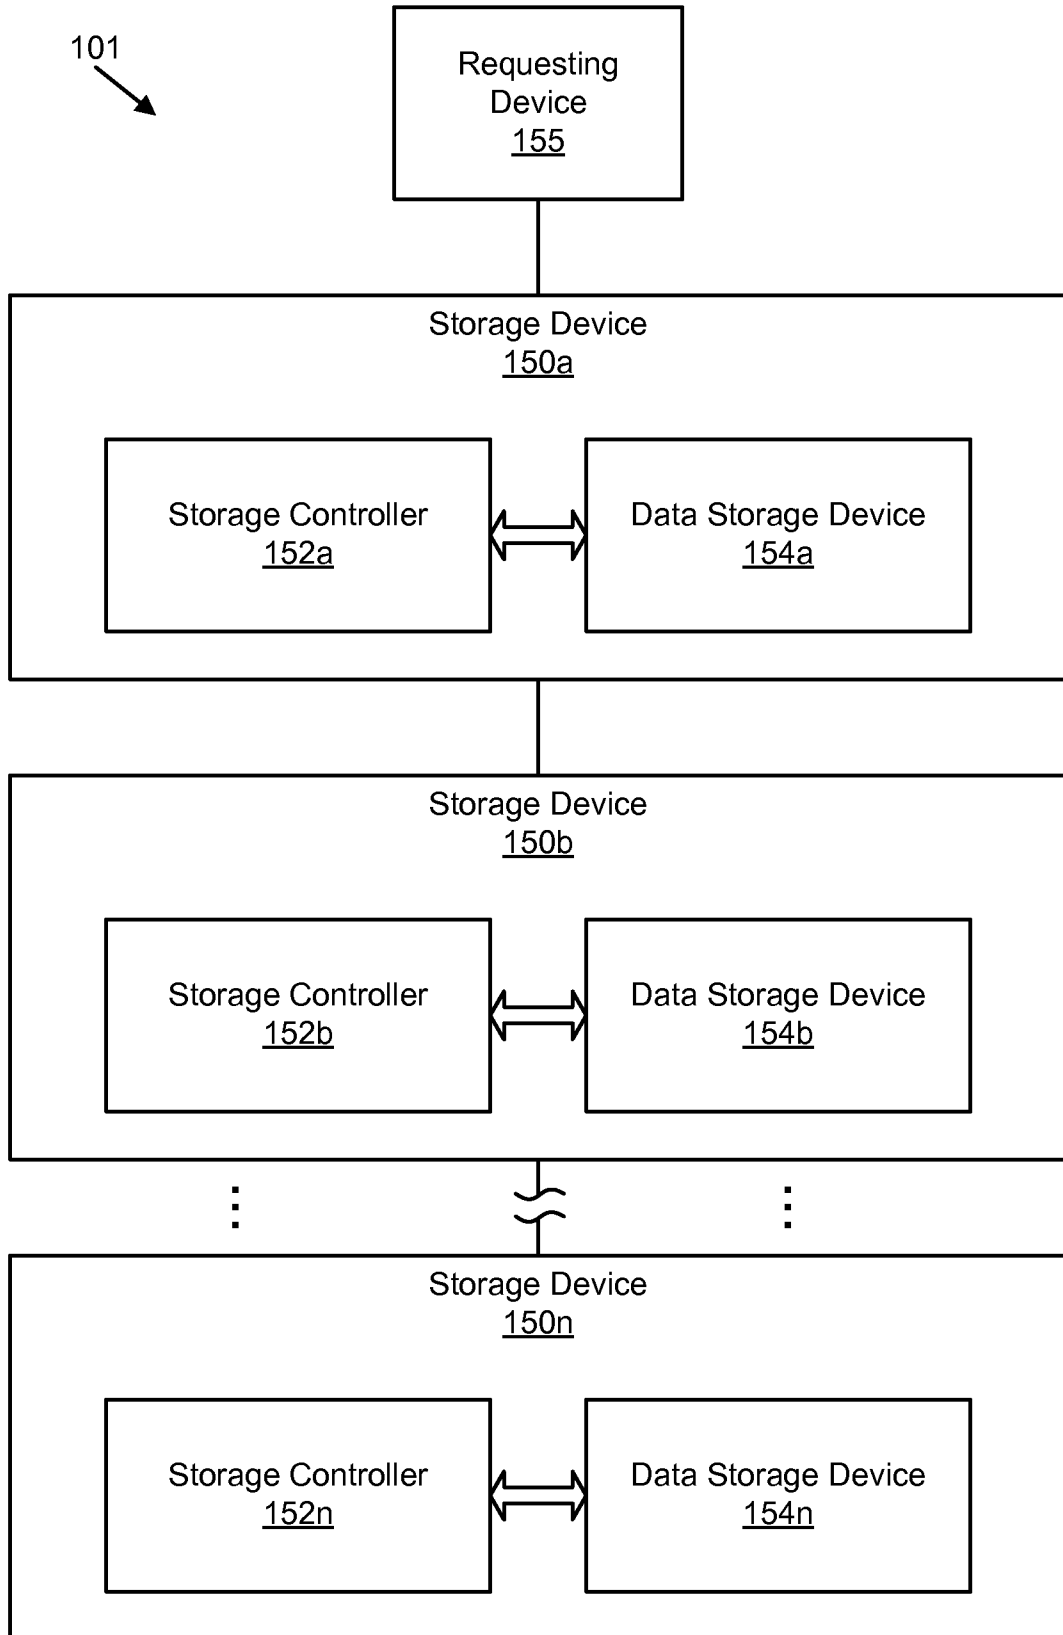 101
Requesting
Device
155
Storage Device
150a
Storage Controller
152a
Data Storage Device
154a
Storage Device
150b
Storage Controller
152b
Data Storage Device
154b
Storage Device
150n
Storage Controller
152n
Data Storage Device
154n